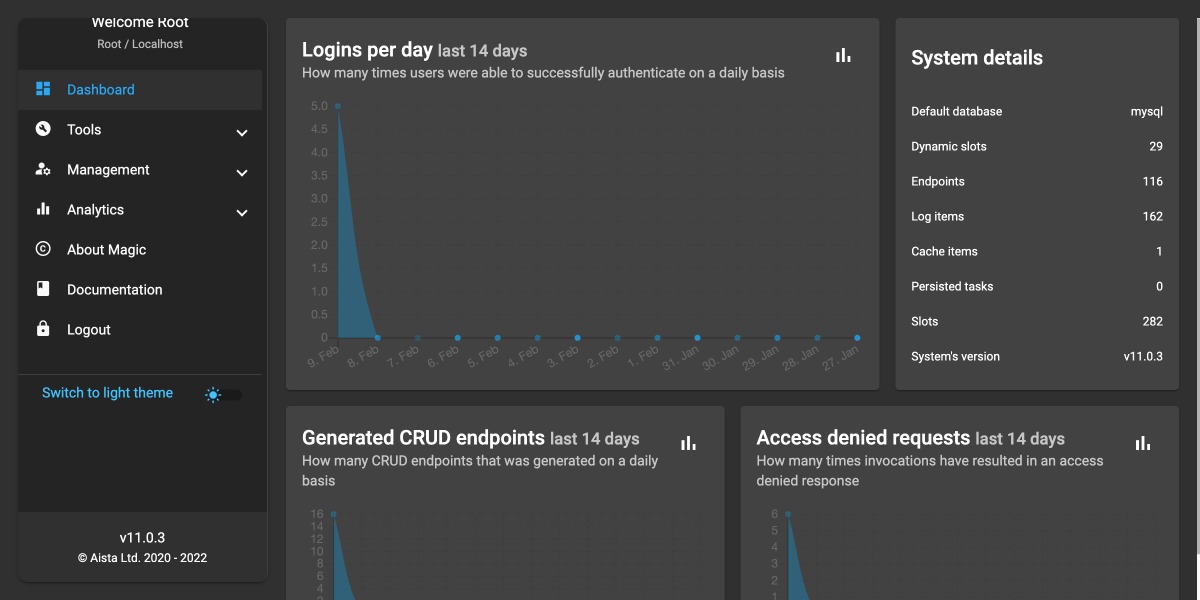 Welcome Root
Root / Localhost
Dashboard
Tools
Management
Analytics
About Magic
Documentation
Logout
Switch to light theme
v11.0.3
© Aista Ltd. 2020 - 2022
Logins per day last 14 days
How many times users were able to successfully authenticate on a daily basis
5.0
4.5
4.0
3.5
3.0
2.5
2.0
1.5
1.0
0.5
0
9. Feb
8. Feb
7. Feb
6. Feb
5. Feb
4. Feb
3. Feb
2. Feb
1. Feb
31. Jan
30. Jan
29. Jan
28. Jan
27. Jan
System details
Default database mysql
Dynamic slots 29
Endpoints 116
Log items 162
Cache items 1
Persisted tasks 0
Slots 282
System's version v11.0.3
Generated CRUD endpoints last 14 days
How many CRUD endpoints that was generated on a daily
basis
16
14
12
10
8
6
4
2
Access denied requests last 14 days
How many times invocations have resulted in an access
denied response
6
5
4
3
2
1